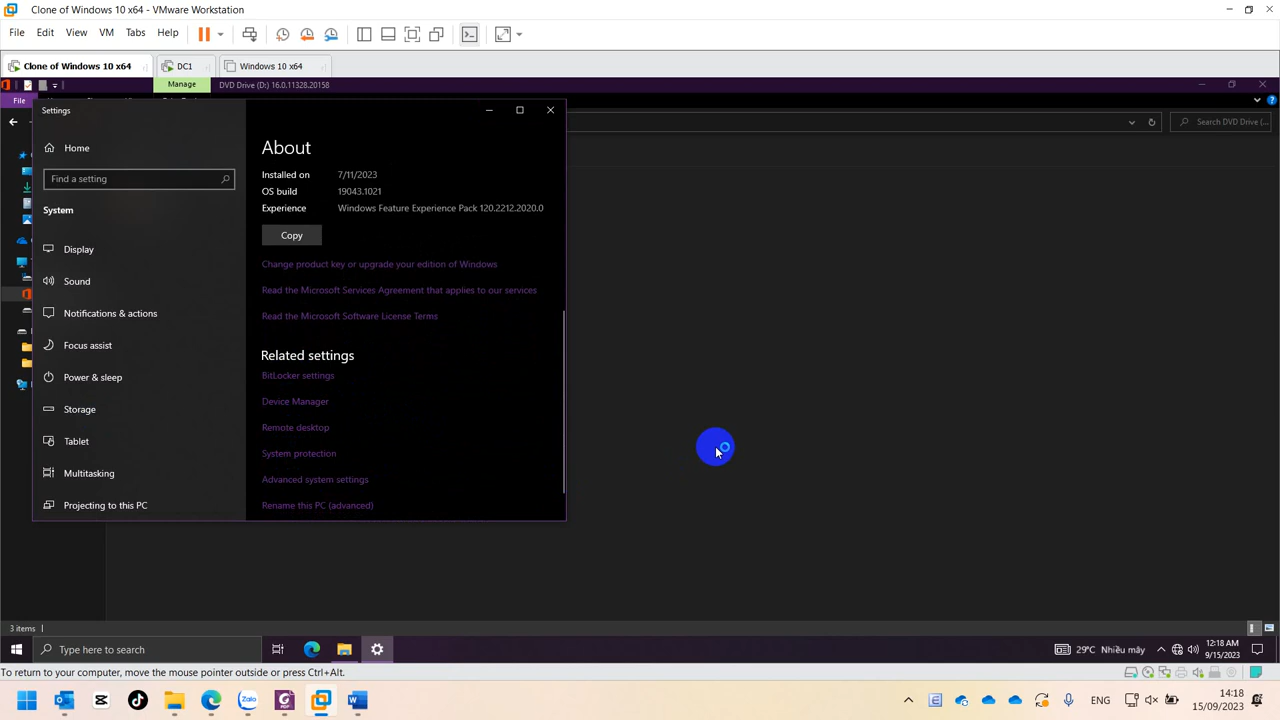 Clone of Windows 10 x64 - VMware Workstation
File Edit View VM Tabs Help
Clone of Windows 10 x64 DC1 Windows 10 x64
Manage DVD Drive (D:) 16.0.11328.20158
File
Search DVD Drive (...
Settings
Home
Find a setting
System
Display
Sound
Notifications & actions
Focus assist
Power & sleep
Storage
Tablet
Multitasking
Projecting to this PC
About
Installed on 7/11/2023
OS build 19043.1021
Experience Windows Feature Experience Pack 120.2212.2020.0
Copy
Change product key or upgrade your edition of Windows
Read the Microsoft Services Agreement that applies to our services
Read the Microsoft Software License Terms
Related settings
BitLocker settings
Device Manager
Remote desktop
System protection
Advanced system settings
Rename this PC (advanced)
3 items
Type here to search
29°C Nhiều mây
12:18 AM
9/15/2023
To return to your computer, move the mouse pointer outside or press Ctrl+Alt.
Zalo
PDF
ENG
14:18
15/09/2023